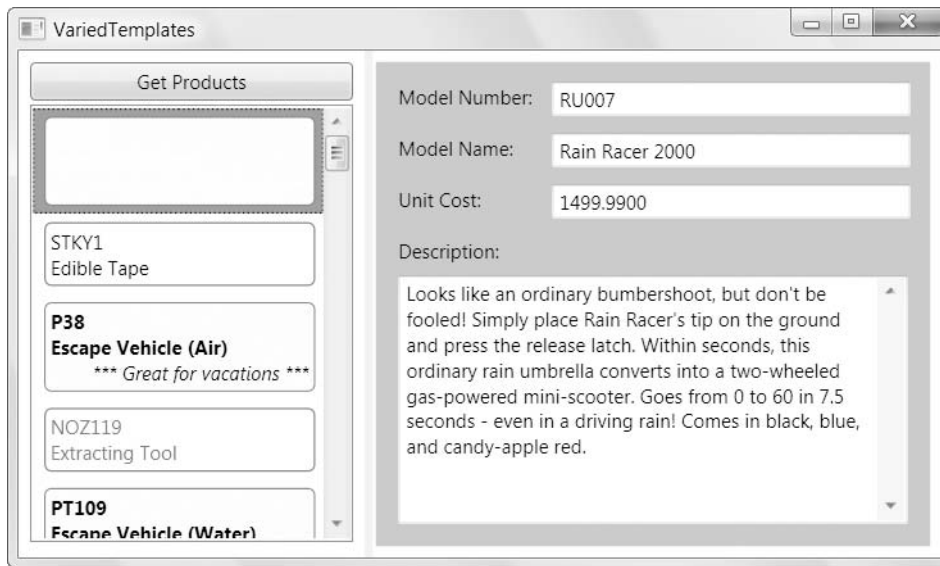 VariedTemplates
Get Products
STKY1
Edible Tape
P38
Escape Vehicle (Air)
*** Great for vacations ***
NOZ119
Extracting Tool
PT109
Escape Vehicle (Water)
Model Number: RU007
Model Name: Rain Racer 2000
Unit Cost: 1499.9900
Description:
Looks like an ordinary bumbershoot, but don't be
fooled! Simply place Rain Racer's tip on the ground
and press the release latch. Within seconds, this
ordinary rain umbrella converts into a two-wheeled
gas-powered mini-scooter. Goes from 0 to 60 in 7.5
seconds - even in a driving rain! Comes in black, blue,
and candy-apple red.